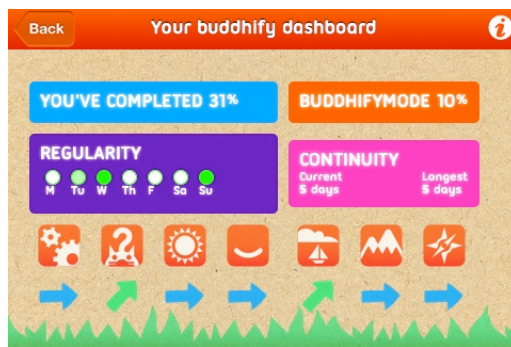 Back
Your buddhify dashboard
i
YOU'VE COMPLETED 31%
BUDDHIFYMODE 10%
REGULARITY
M Tu W Th F Sa Su
CONTINUITY
Current Longest
5 days 5 days
?